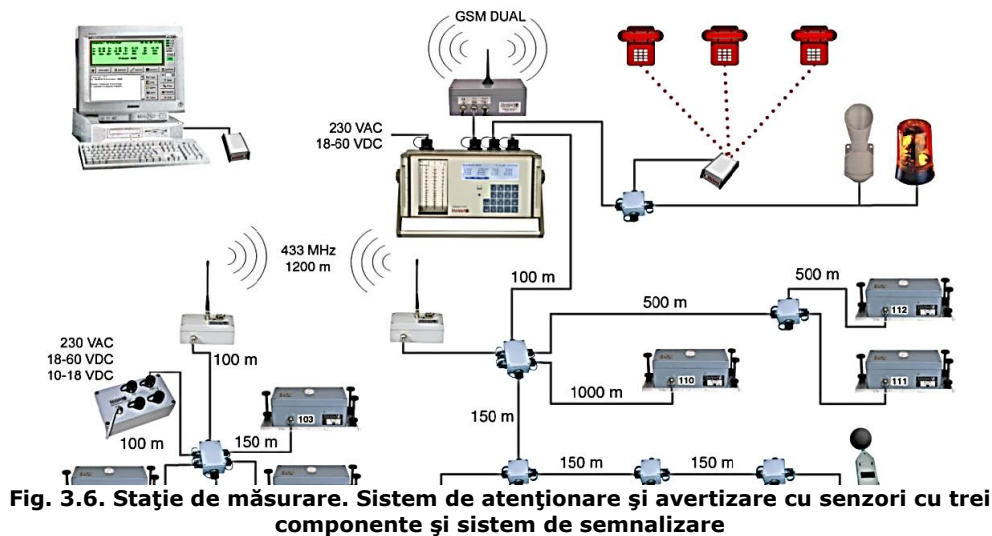 GSM DUAL
230 VAC
18-60 VDC
433 MHz
1200 m
100 m
500 m
500 m
112
100 m
230 VAC
18-60 VDC
10-18 VDC
103
110
111
1000 m
150 m
100 m
150 m
150 m
150 m
Fig. 3.6. Staţie de măsurare. Sistem de atenţionare şi avertizare cu senzori cu trei
componente şi sistem de semnalizare